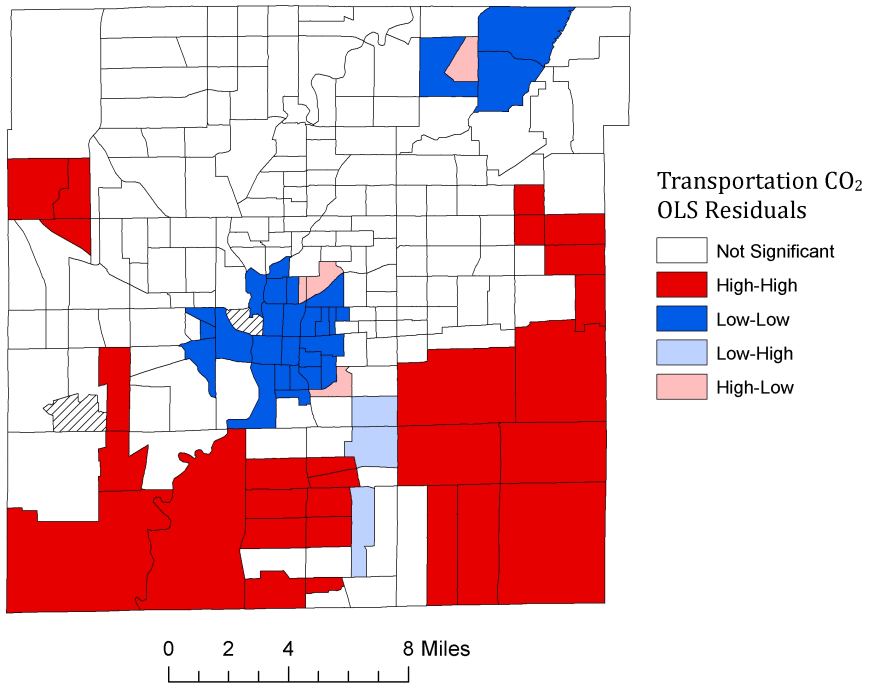 Transportation CO₂
OLS Residuals
Not Significant
High-High
Low-Low
Low-High
High-Low
0 2 4 8 Miles